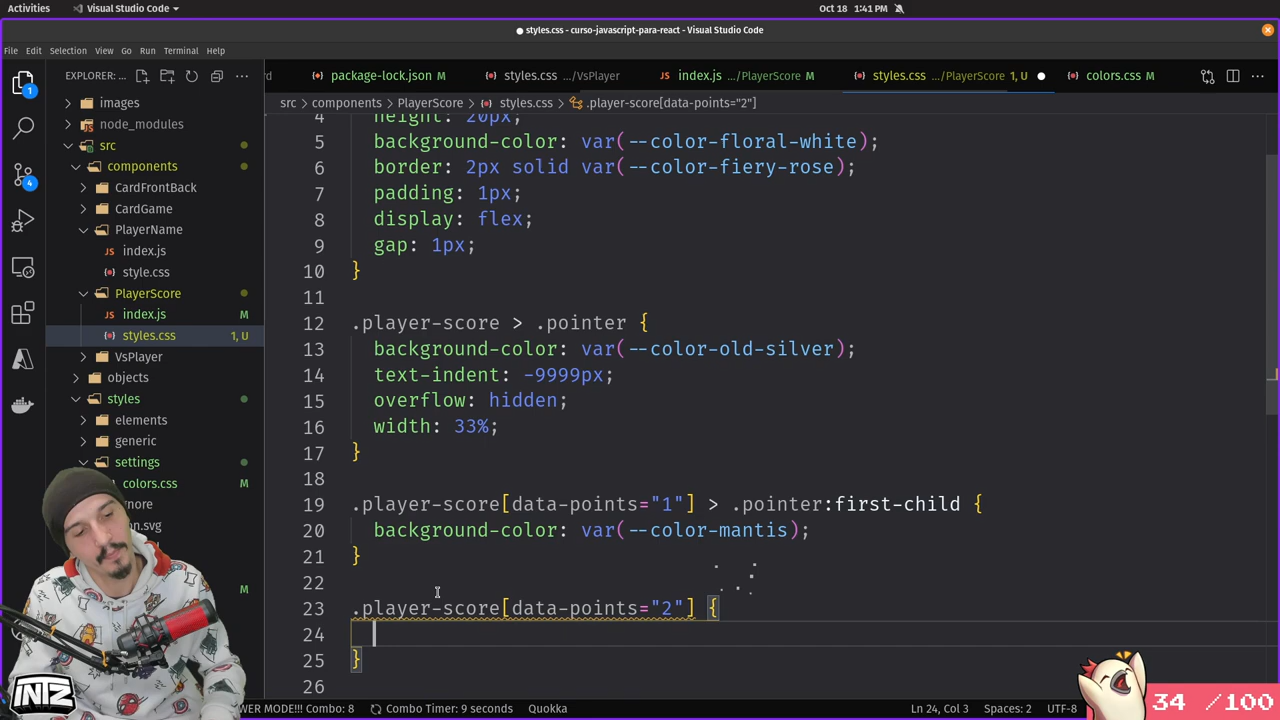 Activities
Visual Studio Code
Oct 18 1:41 PM
styles.css - curso-javascript-para-react - Visual Studio Code
File Edit Selection View Go Run Terminal Help
EXPLORER: ...
package-lock.json M
styles.css .../VsPlayer
index.js .../PlayerScore M
styles.css .../PlayerScore 1, U
colors.css M
src > components > PlayerScore > styles.css > .player-score[data-points="2"]
1
4
images
node_modules
src
components
CardFrontBack
CardGame
PlayerName
index.js
style.css
PlayerScore
index.js M
styles.css 1, U
VsPlayer
objects
styles
elements
generic
settings
colors.css M
M
4 height: 20px;
5 background-color: var(--color-floral-white);
6 border: 2px solid var(--color-fiery-rose);
7 padding: 1px;
8 display: flex;
9 gap: 1px;
10 }
11
12 .player-score > .pointer {
13 background-color: var(--color-old-silver);
14 text-indent: -9999px;
15 overflow: hidden;
16 width: 33%;
17 }
18
19 .player-score[data-points="1"] > .pointer:first-child {
20 background-color: var(--color-mantis);
21 }
22
23 .player-score[data-points="2"] {
24
25 }
26
INTZ
34 /100
WER MODE!!! Combo: 8 Combo Timer: 9 seconds Quokka Ln 24, Col 3 Spaces: 2 UTF-8